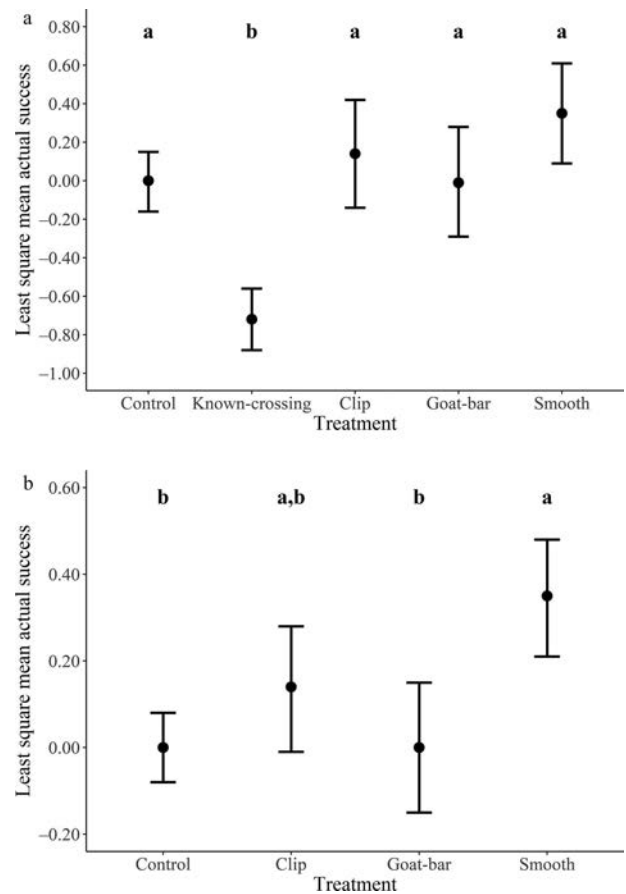 a
a b a a a
0.80
0.60
0.40
0.20
0.00
–0.20
–0.40
–0.60
–0.80
–1.00
Least square mean actual success
Control Known-crossing Clip Goat-bar Smooth
Treatment
b
b a,b b a
0.60
0.40
0.20
0.00
–0.20
Least square mean actual success
Control Clip Goat-bar Smooth
Treatment